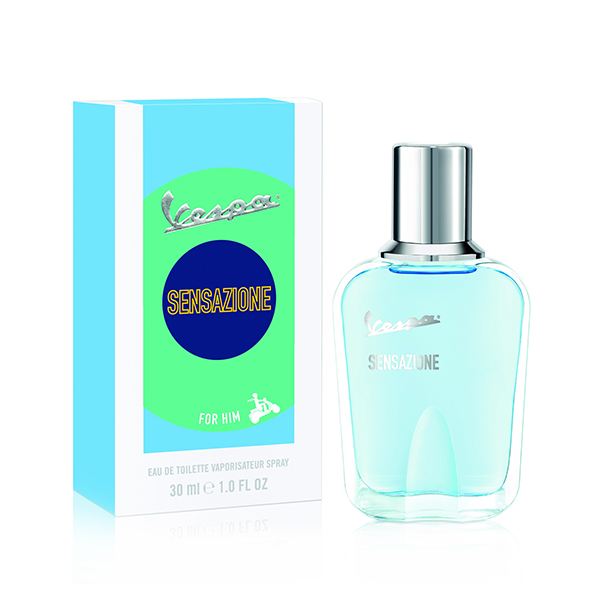 Vespa
SENSAZIONE
FOR HIM
EAU DE TOILETTE VAPORISATEUR SPRAY
30 ml ℮ 1.0 FL OZ
Vespa
SENSAZIONE